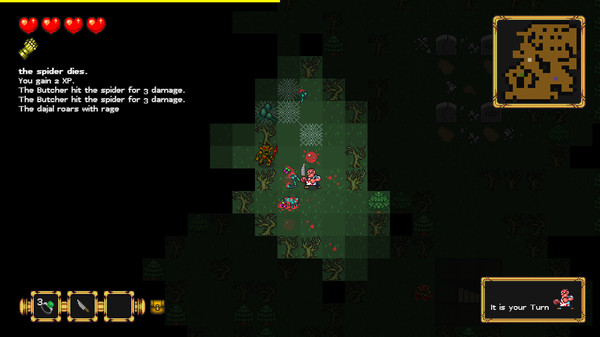 the spider dies.
You gain 2 XP.
The Butcher hit the spider for 3 damage.
The Butcher hit the spider for 3 damage.
The dajal roars with rage
3
It is your Turn